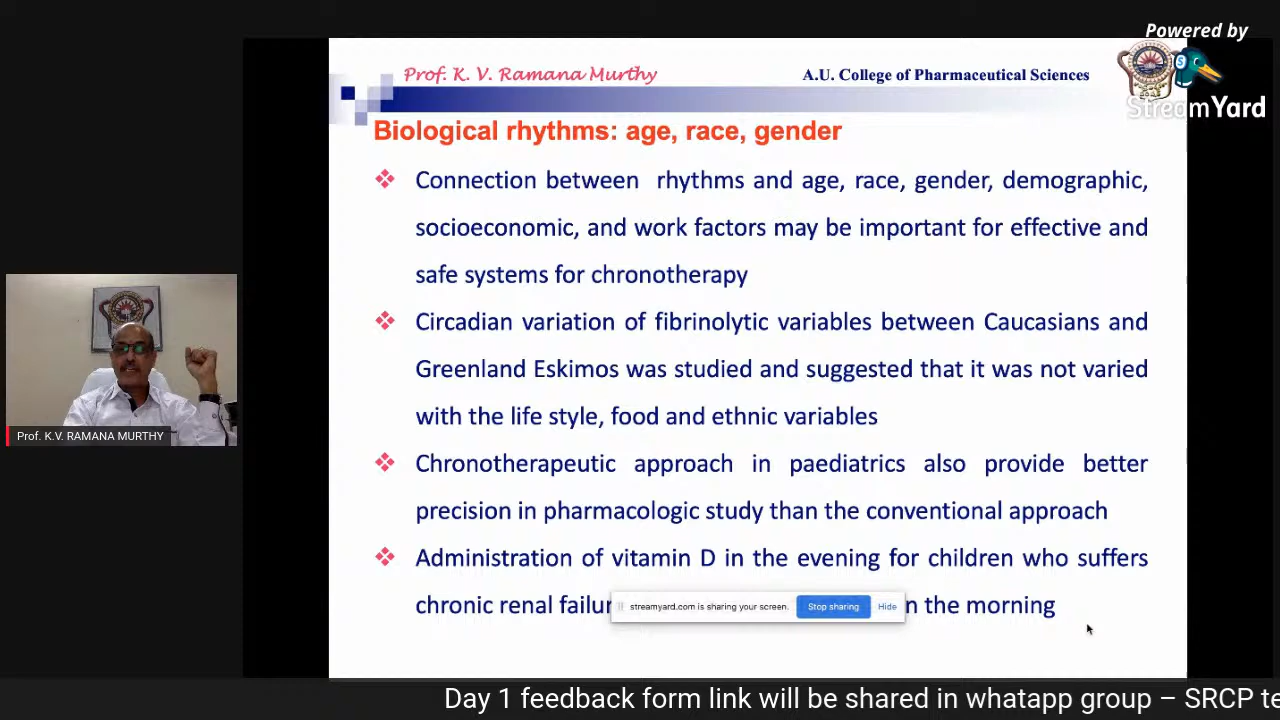 Powered by
StreamYard
Prof. K. V. Ramana Murthy
A.U. College of Pharmaceutical Sciences
Biological rhythms: age, race, gender
Connection between rhythms and age, race, gender, demographic,
socioeconomic, and work factors may be important for effective and
safe systems for chronotherapy
Circadian variation of fibrinolytic variables between Caucasians and
Greenland Eskimos was studied and suggested that it was not varied
with the life style, food and ethnic variables
Chronotherapeutic approach in paediatrics also provide better
precision in pharmacologic study than the conventional approach
Administration of vitamin D in the evening for children who suffers
chronic renal the morning
streamyard.com is sharing your screen. Stop sharing Hide
Prof. K.V. RAMANA MURTHY
Day 1 feedback form link will be shared in whatapp group – SRCP